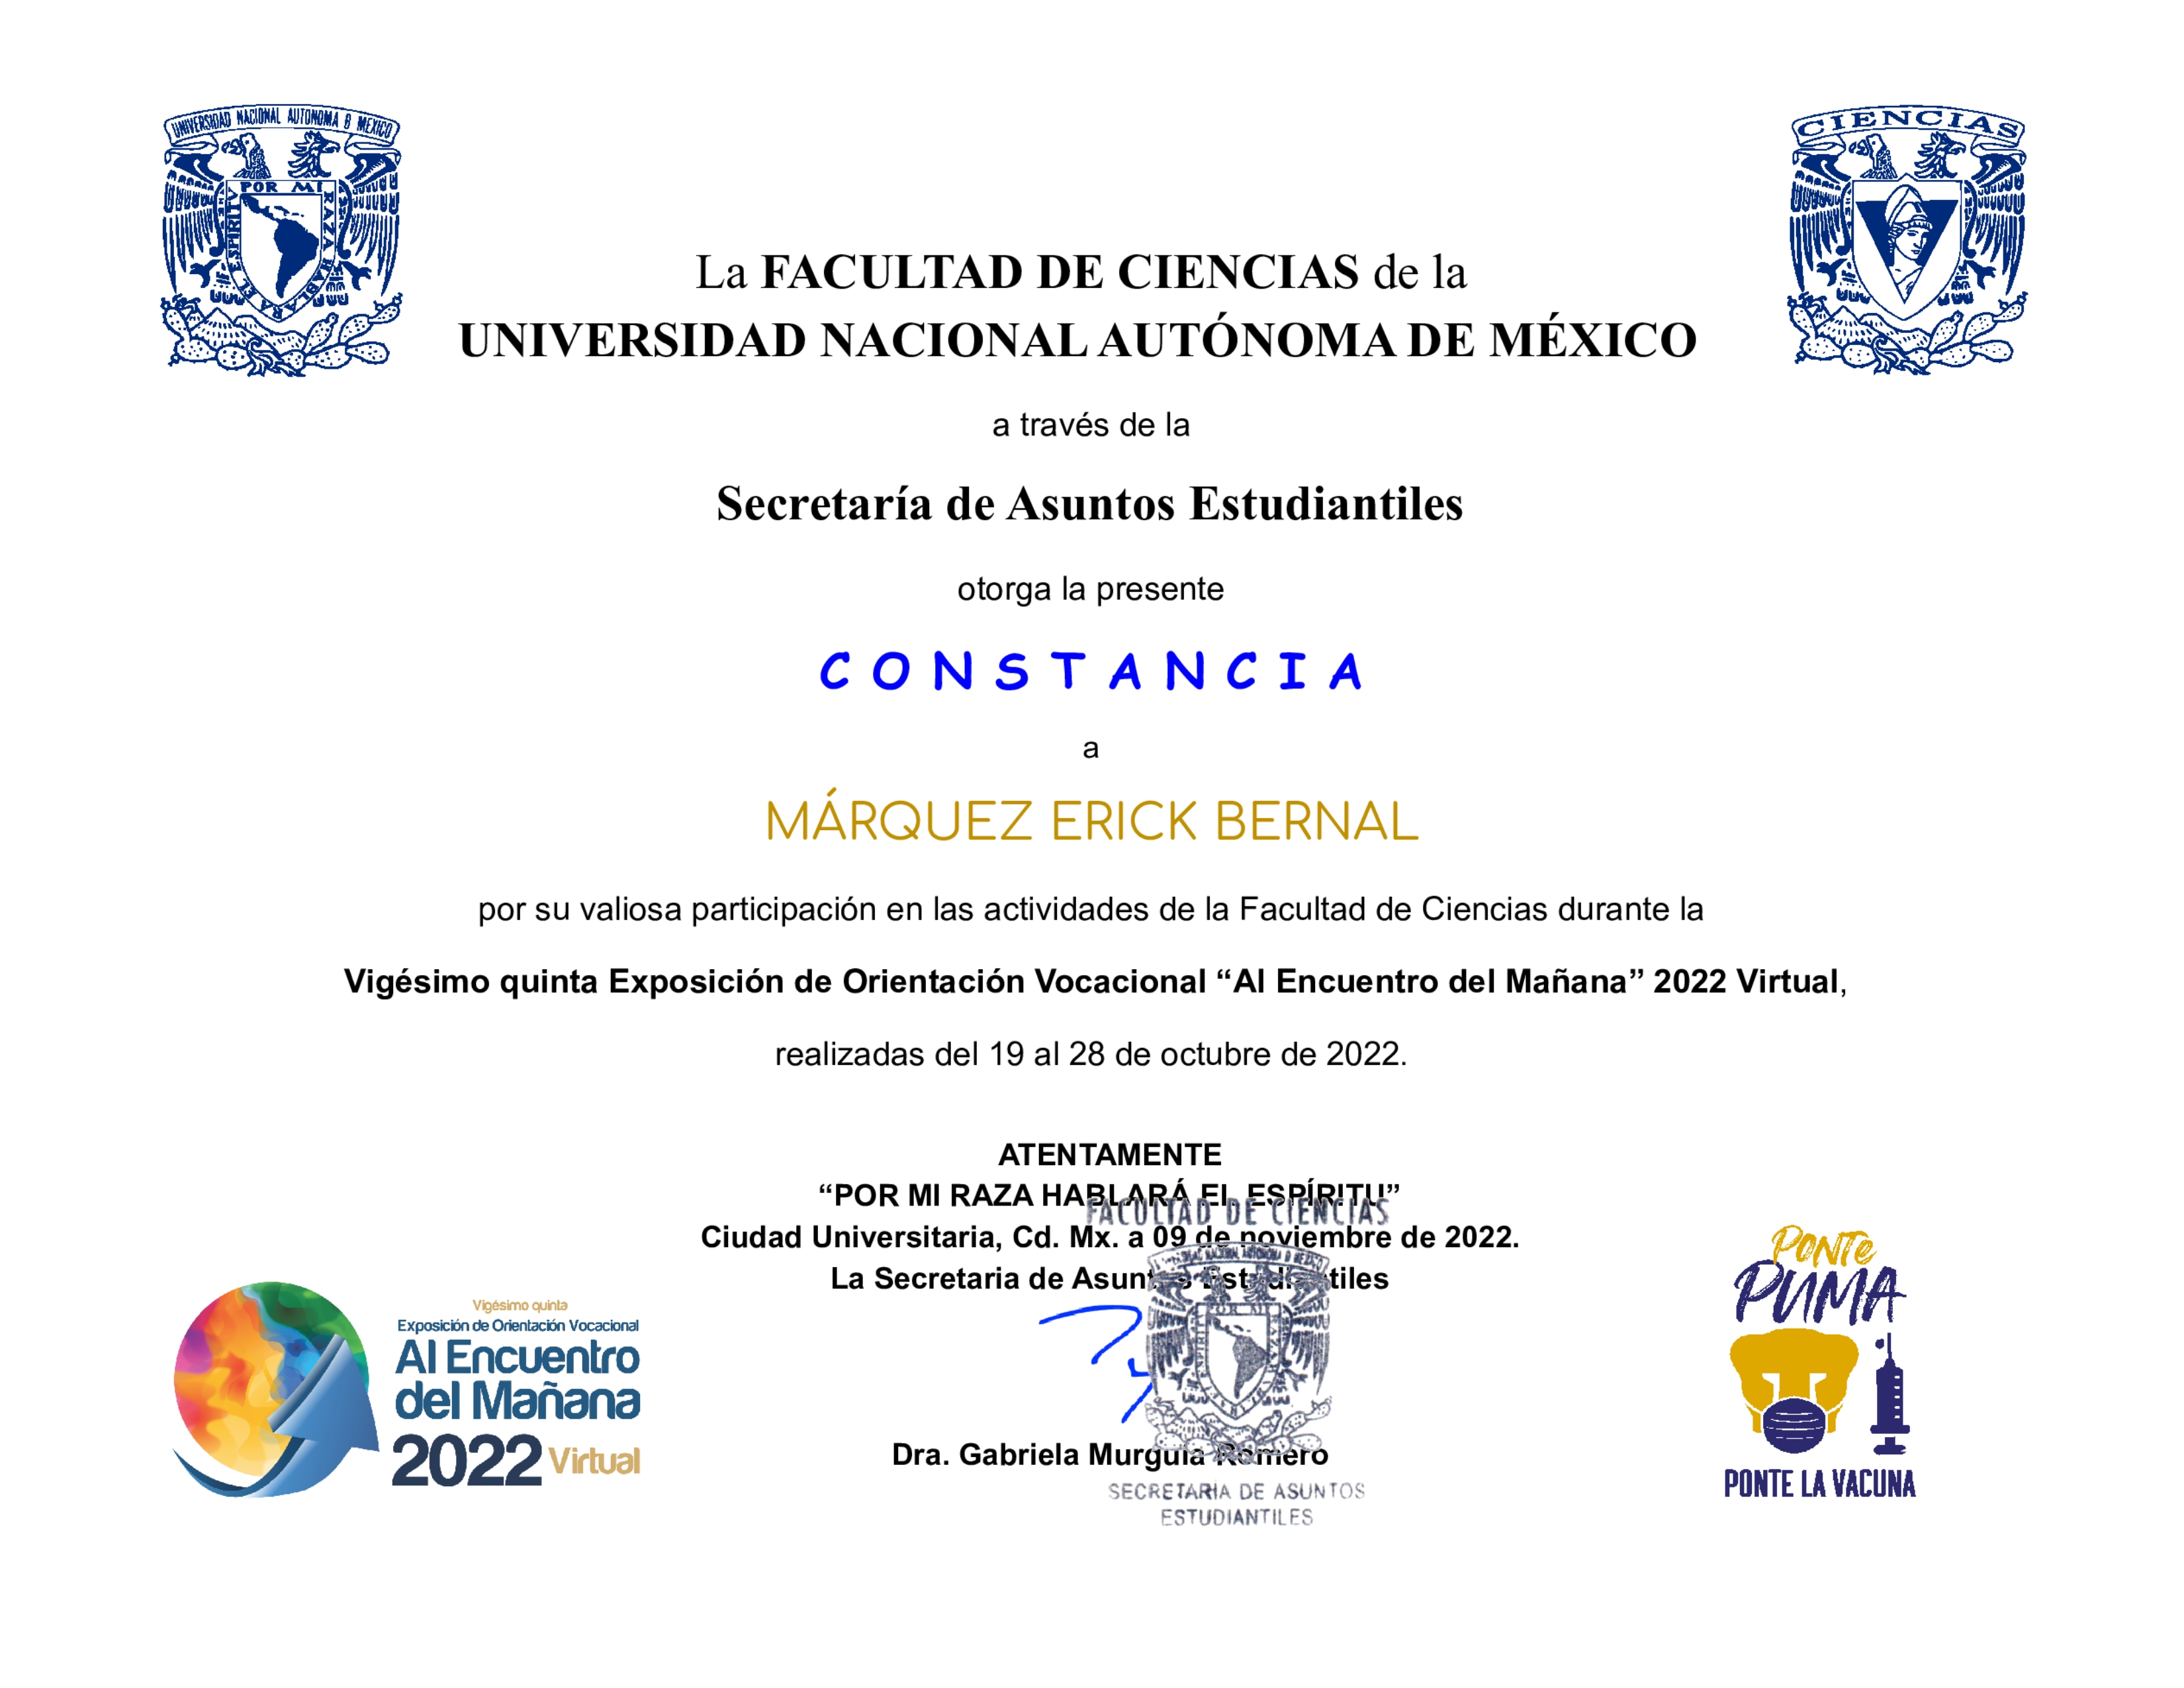 UNIVERSIDAD NACIONAL AUTONOMA D MEXICO
POR MI RAZA HABLARA EL ESPIRITU
CIENCIAS
La FACULTAD DE CIENCIAS de la
UNIVERSIDAD NACIONAL AUTÓNOMA DE MÉXICO
a través de la
Secretaría de Asuntos Estudiantiles
otorga la presente
C O N S T A N C I A
a
MÁRQUEZ ERICK BERNAL
por su valiosa participación en las actividades de la Facultad de Ciencias durante la
Vigésimo quinta Exposición de Orientación Vocacional “Al Encuentro del Mañana” 2022 Virtual,
realizadas del 19 al 28 de octubre de 2022.
ATENTAMENTE
“POR MI RAZA HABLARÁ EL ESPÍRITU”
FACULTAD DE CIENCIAS
Ciudad Universitaria, Cd. Mx. a 09 de noviembre de 2022.
La Secretaria de Asuntos Estudiantiles
Dra. Gabriela Murguía Romero
SECRETARIA DE ASUNTOS
ESTUDIANTILES
Vigésimo quinta
Exposición de Orientación Vocacional
Al Encuentro
del Mañana
2022 Virtual
PONTE
PUMA
PONTE LA VACUNA